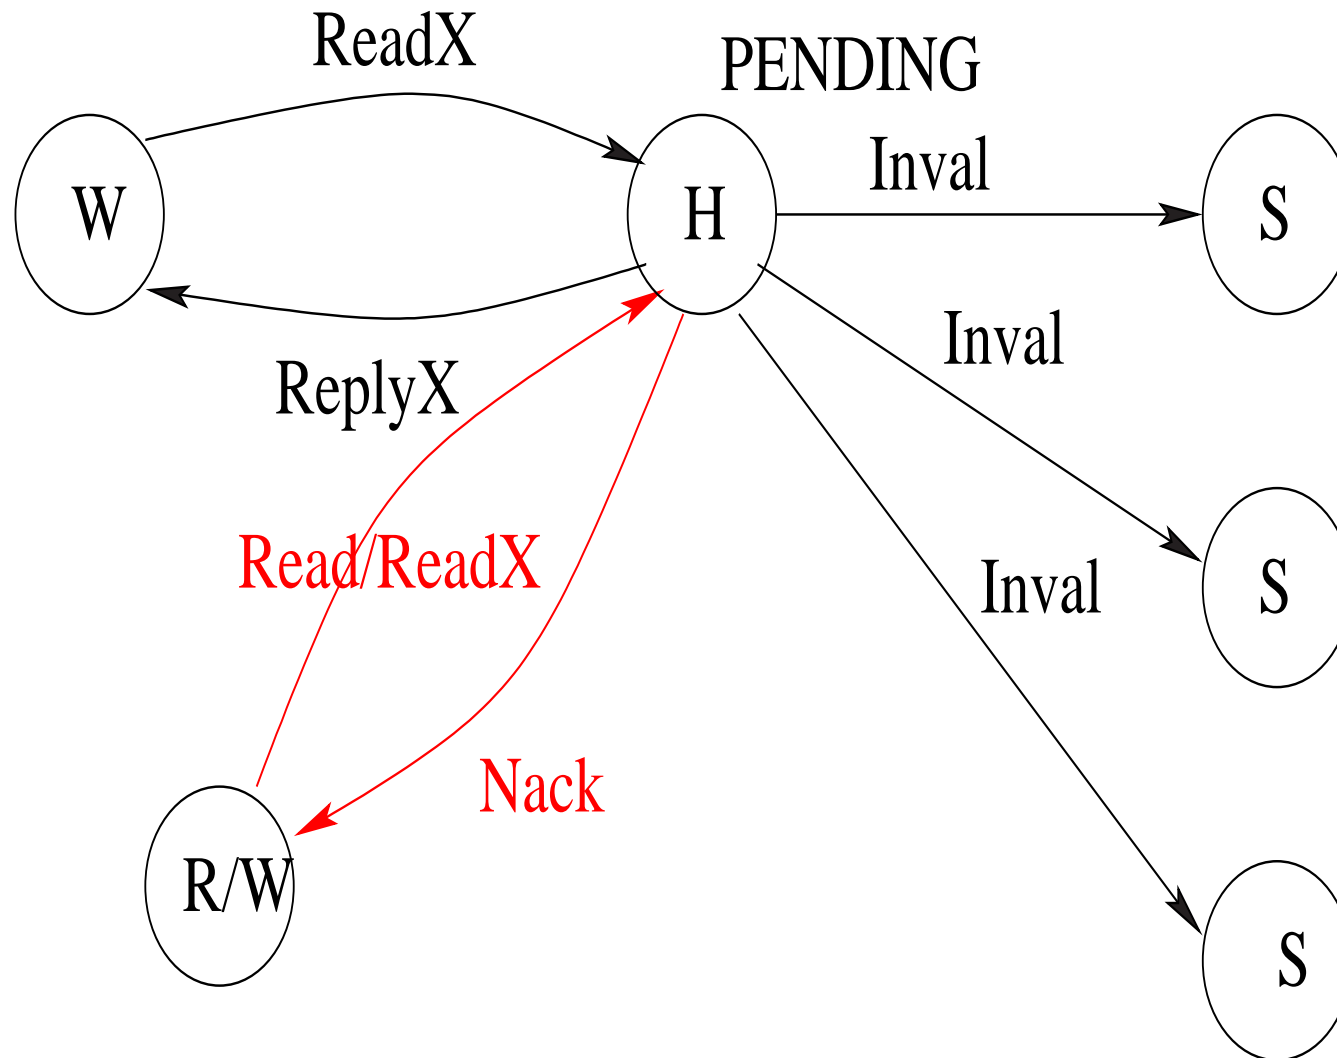 ReadX
PENDING
Inval
W
H
S
Inval
ReplyX
Read/ReadX
Inval
S
Nack
R/W
S